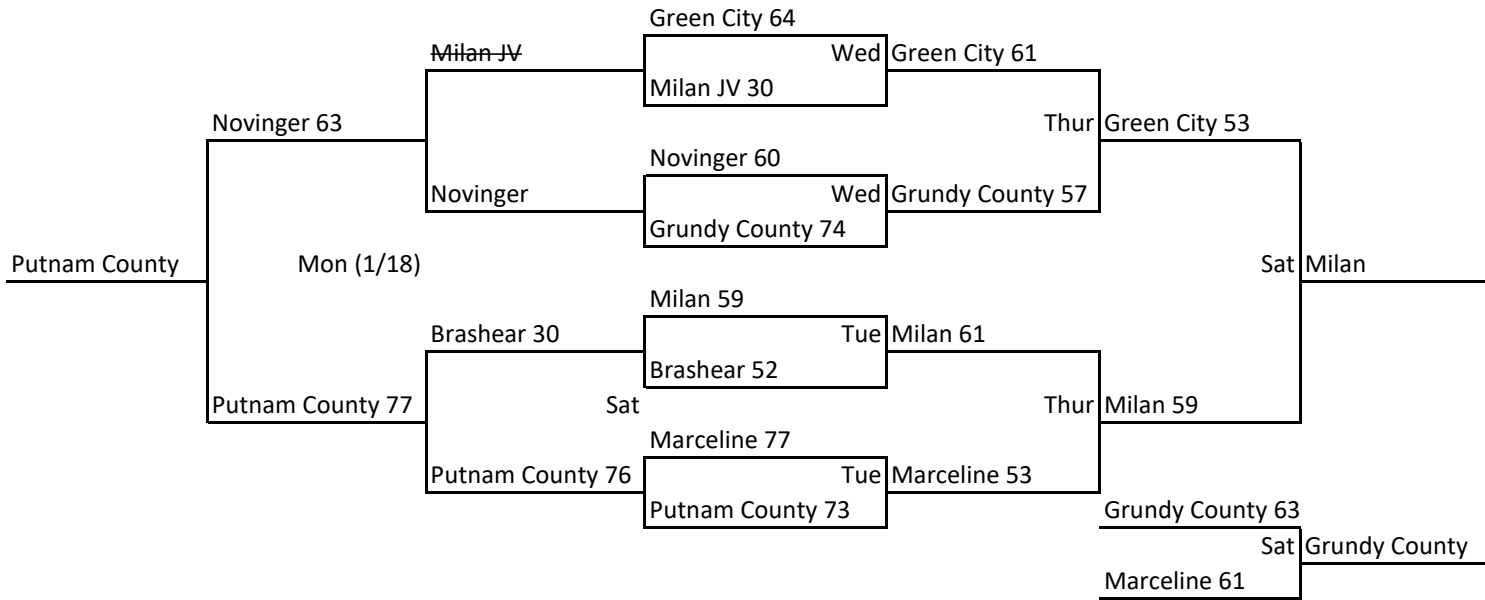 Green City 64
Milan JV
Wed
Green City 61
Milan JV 30
Novinger 63
Thur
Green City 53
Novinger 60
Novinger
Wed
Grundy County 57
Grundy County 74
Putnam County
Mon (1/18)
Sat
Milan
Milan 59
Brashear 30
Tue
Milan 61
Brashear 52
Putnam County 77
Sat
Thur
Milan 59
Marceline 77
Putnam County 76
Tue
Marceline 53
Putnam County 73
Grundy County 63
Sat
Grundy County
Marceline 61